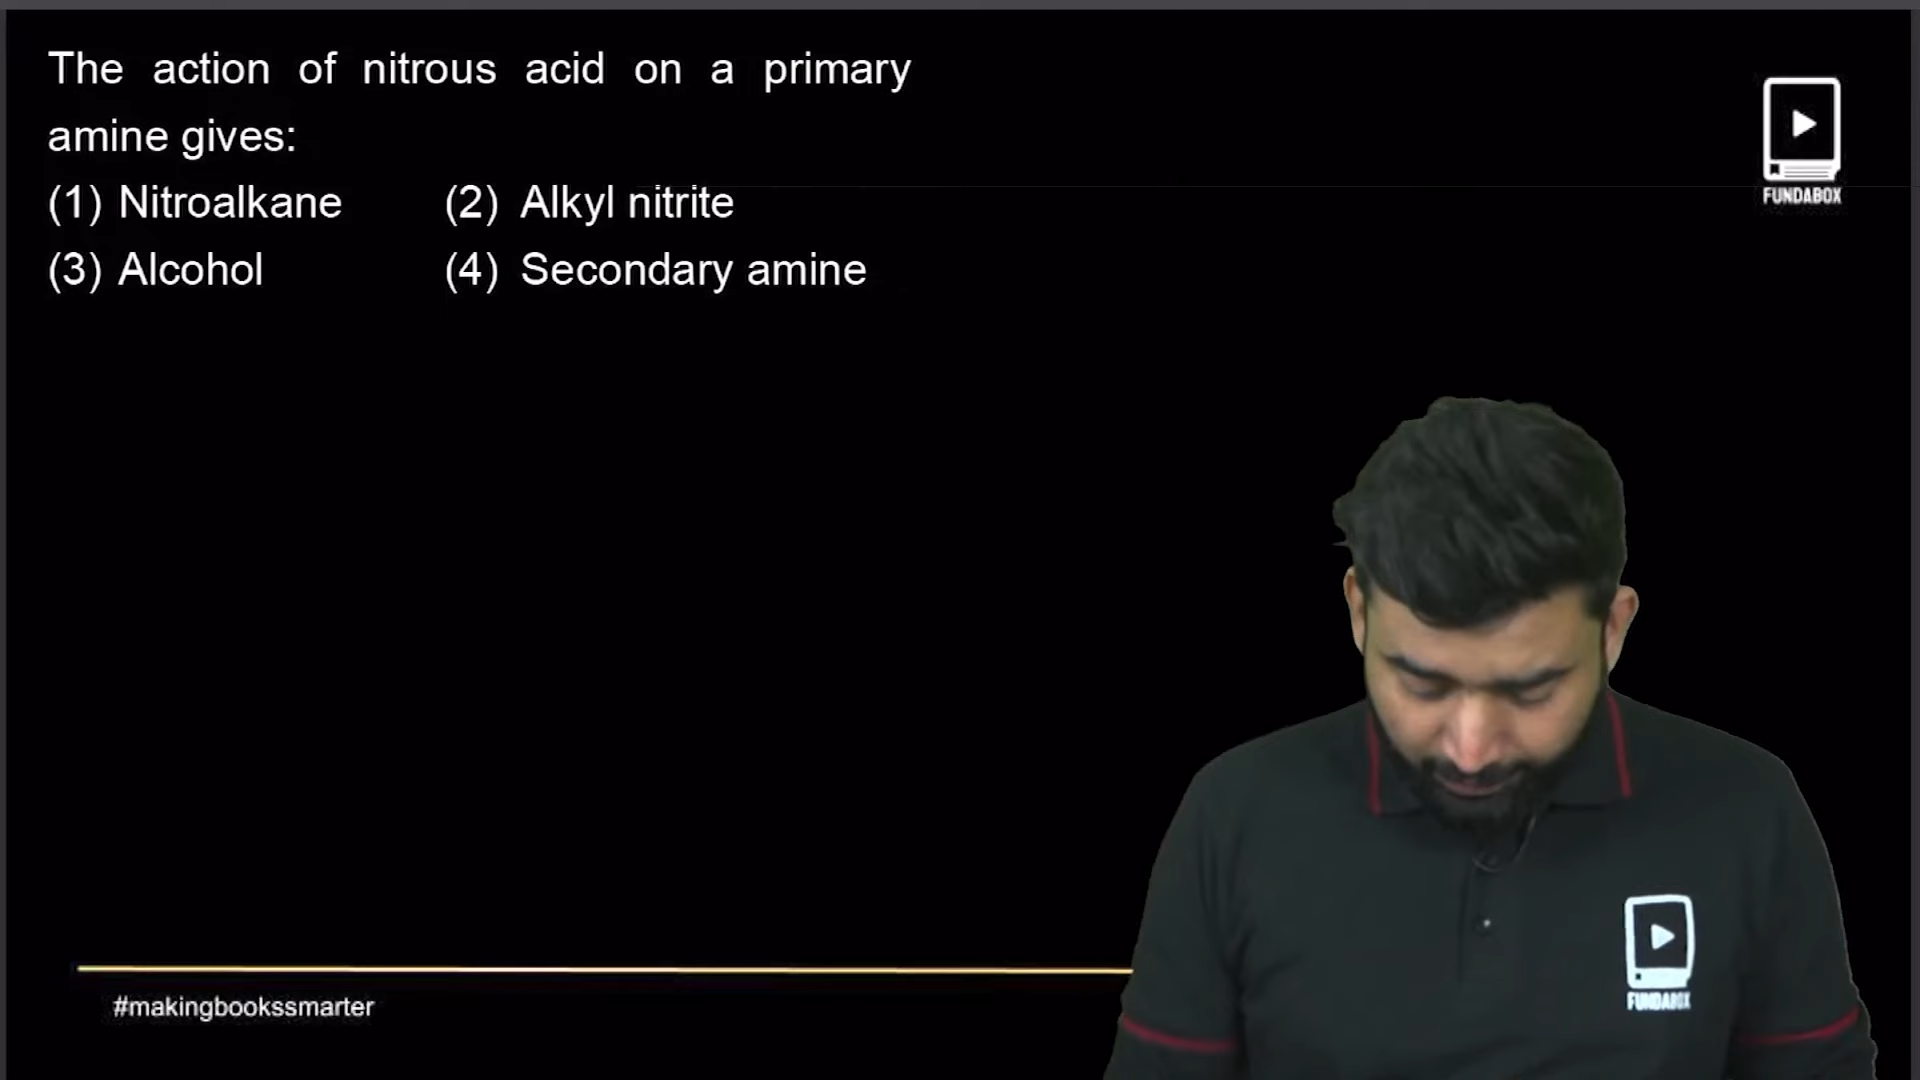 The action of nitrous acid on a primary
amine gives:
(1) Nitroalkane (2) Alkyl nitrite
(3) Alcohol (4) Secondary amine
FUNDABOX
FUNDABOX
#makingbookssmarter